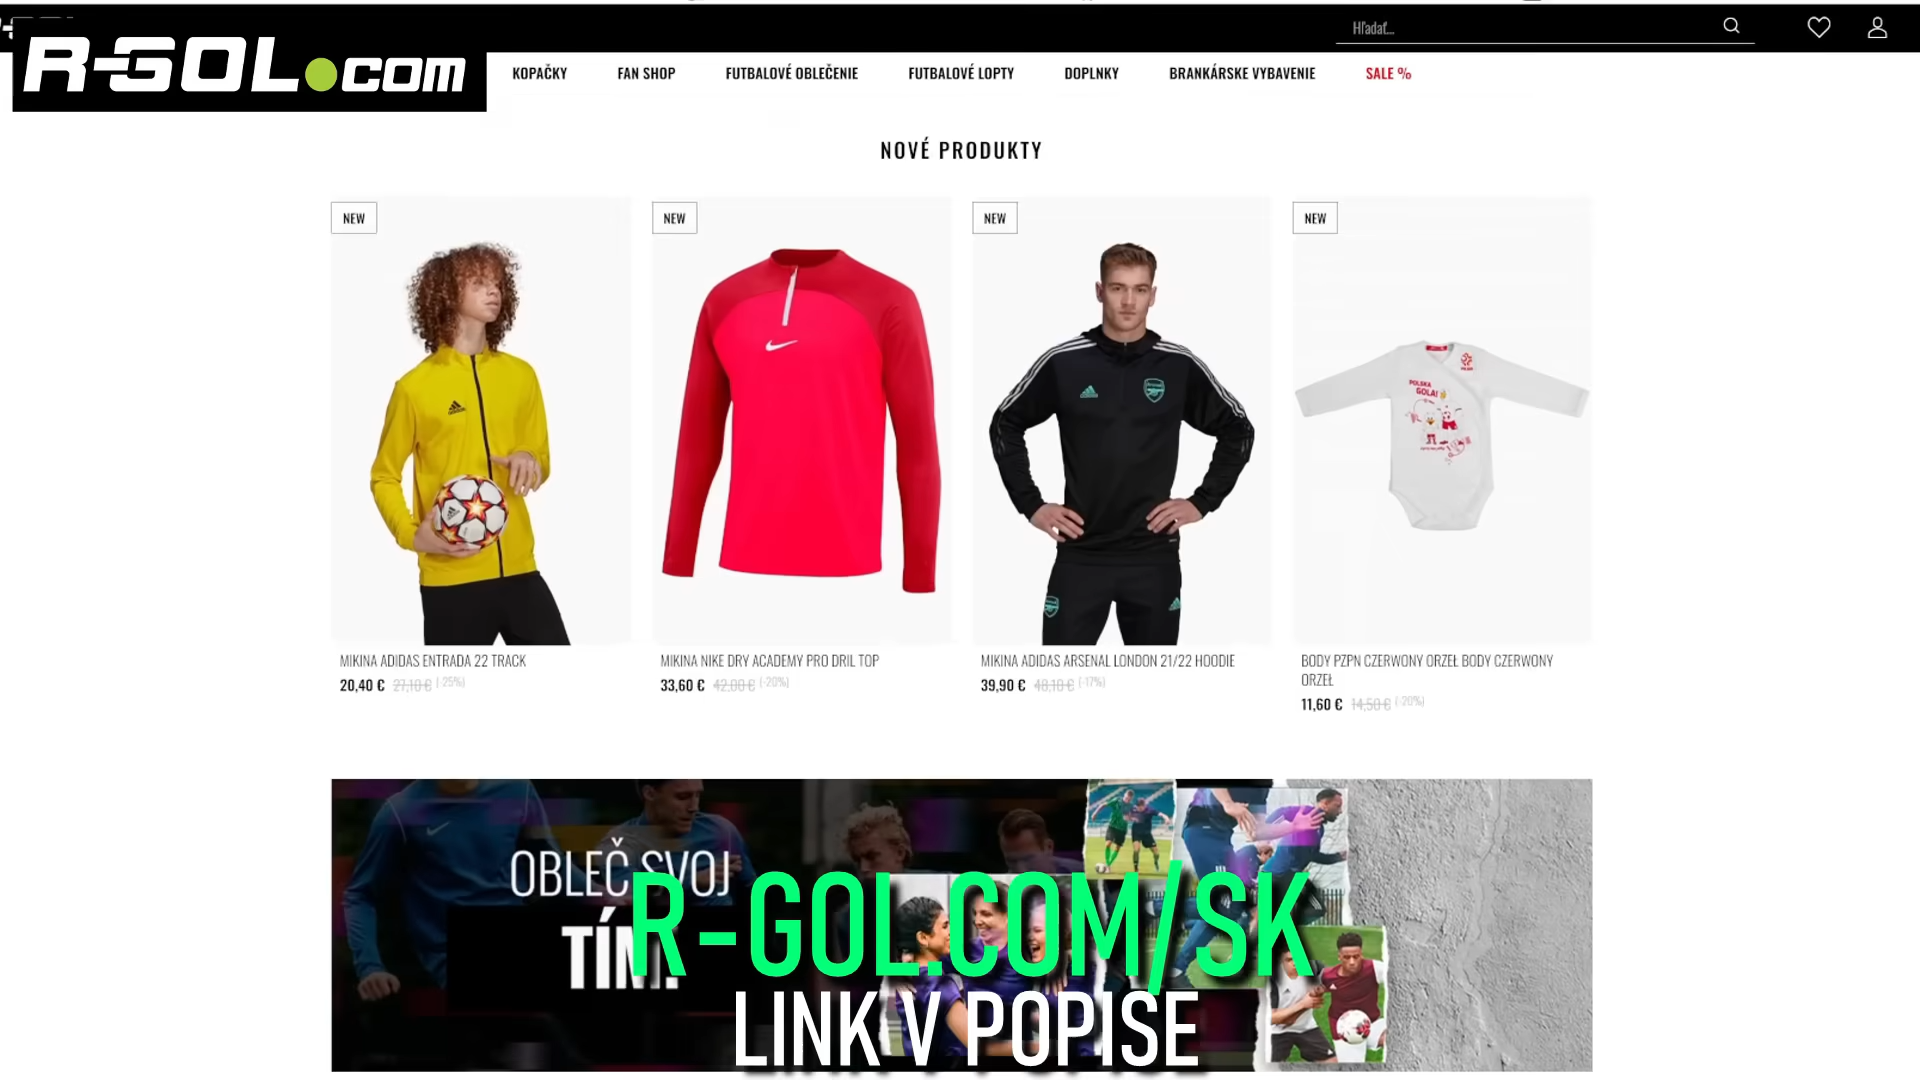 R-GOL.com
Hľadať...
KOPAČKY FAN SHOP FUTBALOVÉ OBLEČENIE FUTBALOVÉ LOPTY DOPLNKY BRANKÁRSKE VYBAVENIE SALE %
NOVÉ PRODUKTY
NEW NEW NEW NEW
POLSKA
GOLA!
MIKINA ADIDAS ENTRADA 22 TRACK
20,40 € 27,10 € (-25%)
MIKINA NIKE DRY ACADEMY PRO DRIL TOP
33,60 € 42,00 € (-20%)
MIKINA ADIDAS ARSENAL LONDON 21/22 HOODIE
39,90 € 48,10 € (-17%)
BODY PZPN CZERWONY ORZEŁ BODY CZERWONY
ORZEŁ
11,60 € 14,50 € (-20%)
OBLEČ SVOJ
TÍM!
R-GOL.COM/SK
LINK V POPISE